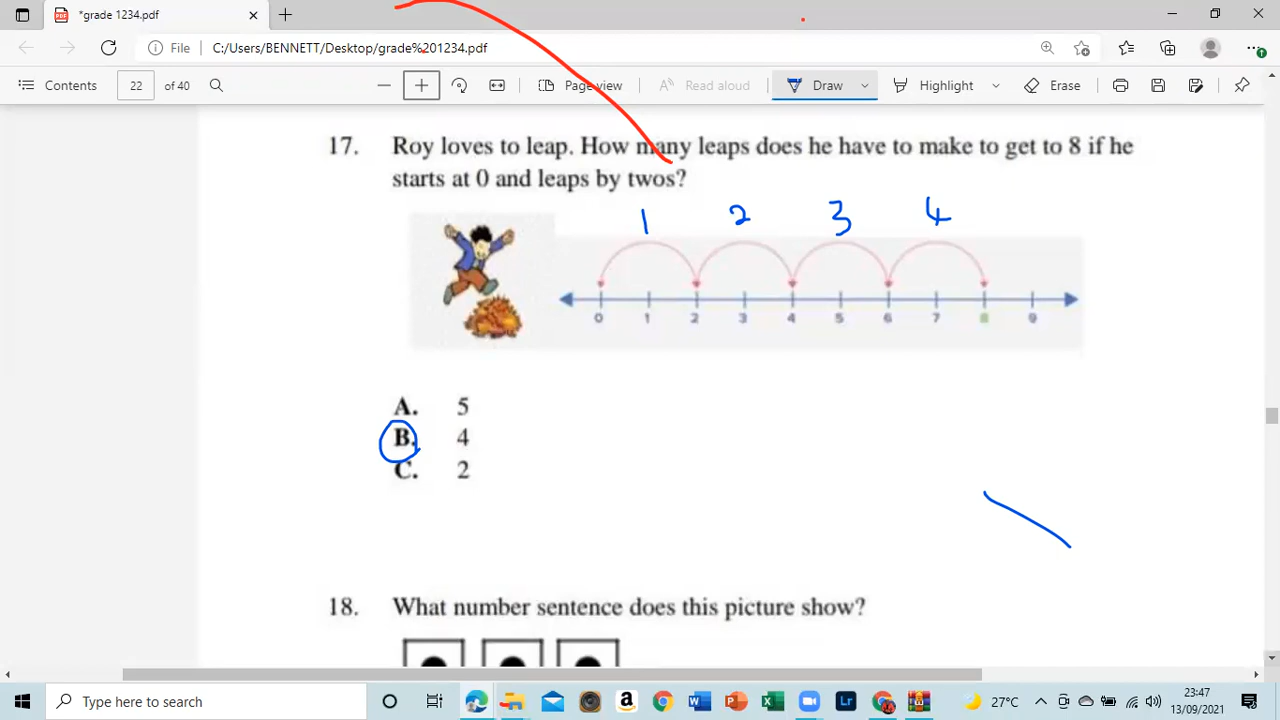 *grade 1234.pdf
File C:/Users/BENNETT/Desktop/grade%201234.pdf
Contents 22 of 40 Page view Read aloud Draw Highlight Erase
17. Roy loves to leap. How many leaps does he have to make to get to 8 if he
starts at 0 and leaps by twos?
1 2 3 4
0 1 2 3 4 5 6 7 8 9
A. 5
B. 4
C. 2
18. What number sentence does this picture show?
Type here to search
W P X Lr 27°C 23:47
13/09/2021